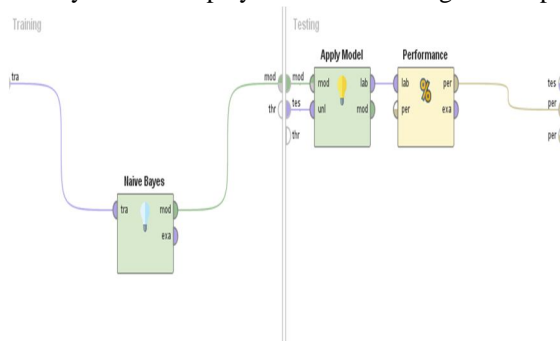 Training
Testing
tra
mod
mod
thr
tes
thr
Apply Model
mod
lab
unl
mod
Performance
lab
per
per
exa
tes
per
per
Naive Bayes
tra
mod
exa